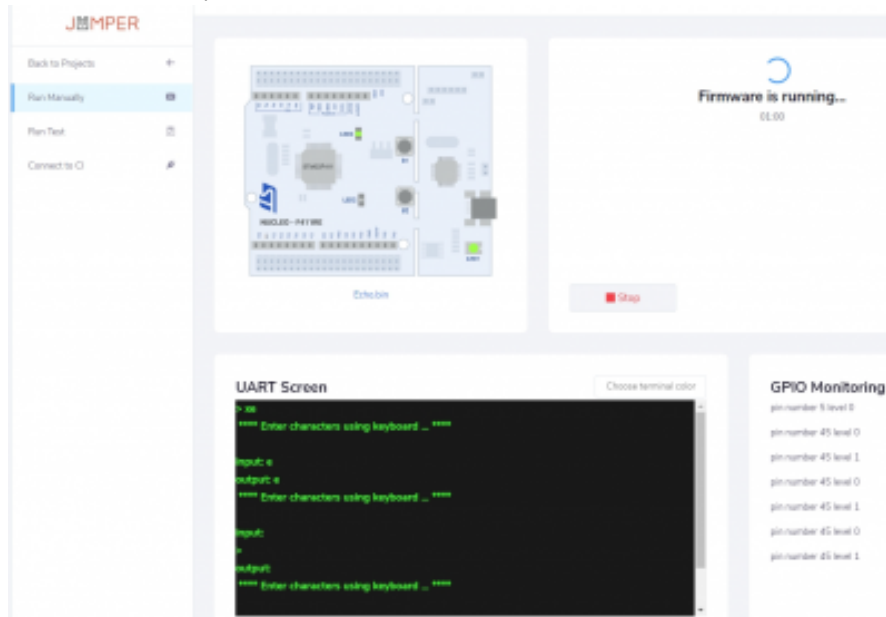 JUMPER
Back to Projects
Run Manually
Run Test
Connect to CI
NUCLEO-F411RE
Echo.bin
Firmware is running...
01:00
Stop
UART Screen
Choose terminal color
**** Enter characters using keyboard ... ****
input: e
output: e
**** Enter characters using keyboard ... ****
input:
>
output:
**** Enter characters using keyboard ... ****
GPIO Monitoring
pin number 5 level 0
pin number 45 level 0
pin number 45 level 1
pin number 45 level 0
pin number 45 level 1
pin number 45 level 0
pin number 45 level 1